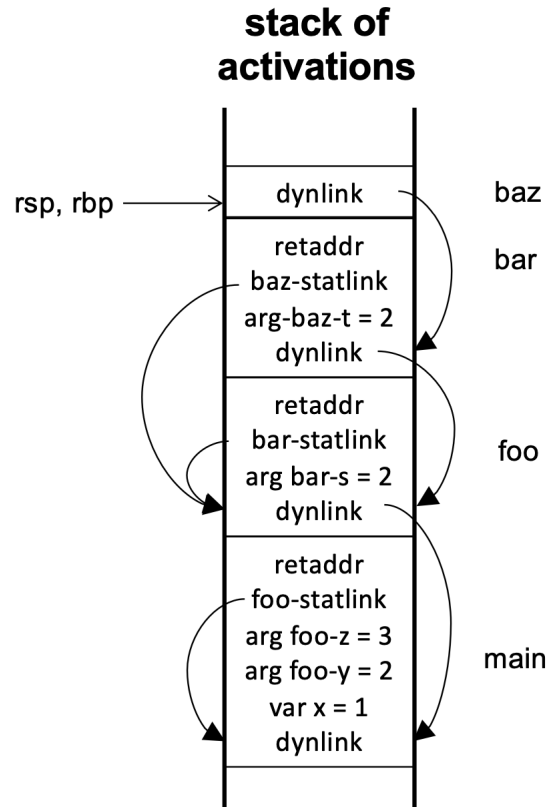 stack of
activations
rsp, rbp
dynlink
baz
retaddr
bar
baz-statlink
arg-baz-t = 2
dynlink
retaddr
bar-statlink
foo
arg bar-s = 2
dynlink
retaddr
foo-statlink
arg foo-z = 3
arg foo-y = 2
main
var x = 1
dynlink